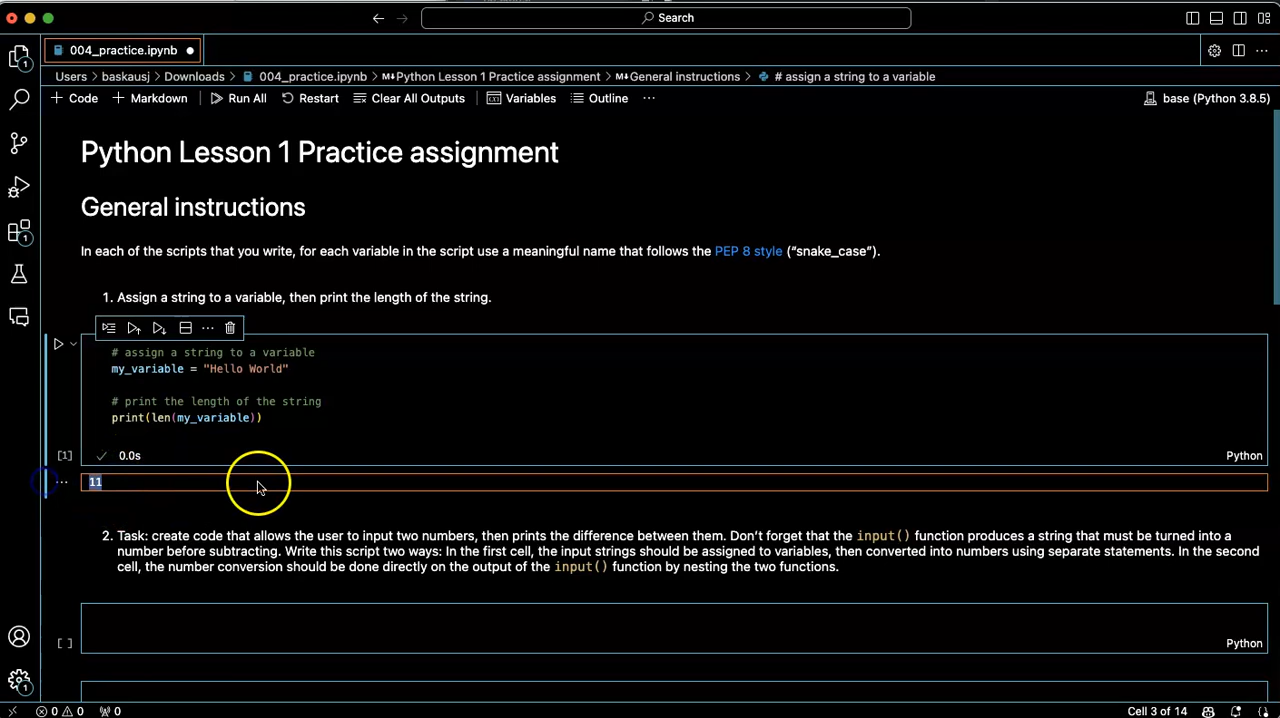 Search
004_practice.ipynb
Users > baskausj > Downloads > 004_practice.ipynb > M↓Python Lesson 1 Practice assignment > M↓General instructions > # assign a string to a variable
+ Code + Markdown Run All Restart Clear All Outputs Variables Outline ··· base (Python 3.8.5)
Python Lesson 1 Practice assignment
General instructions
In each of the scripts that you write, for each variable in the script use a meaningful name that follows the PEP 8 style (“snake_case”).
1. Assign a string to a variable, then print the length of the string.
# assign a string to a variable
my_variable = "Hello World"
# print the length of the string
print(len(my_variable))
[1] 0.0s Python
11
2. Task: create code that allows the user to input two numbers, then prints the difference between them. Don’t forget that the input() function produces a string that must be turned into a
number before subtracting. Write this script two ways: In the first cell, the input strings should be assigned to variables, then converted into numbers using separate statements. In the second
cell, the number conversion should be done directly on the output of the input() function by nesting the two functions.
[ ] Python
0 0 0 Cell 3 of 14